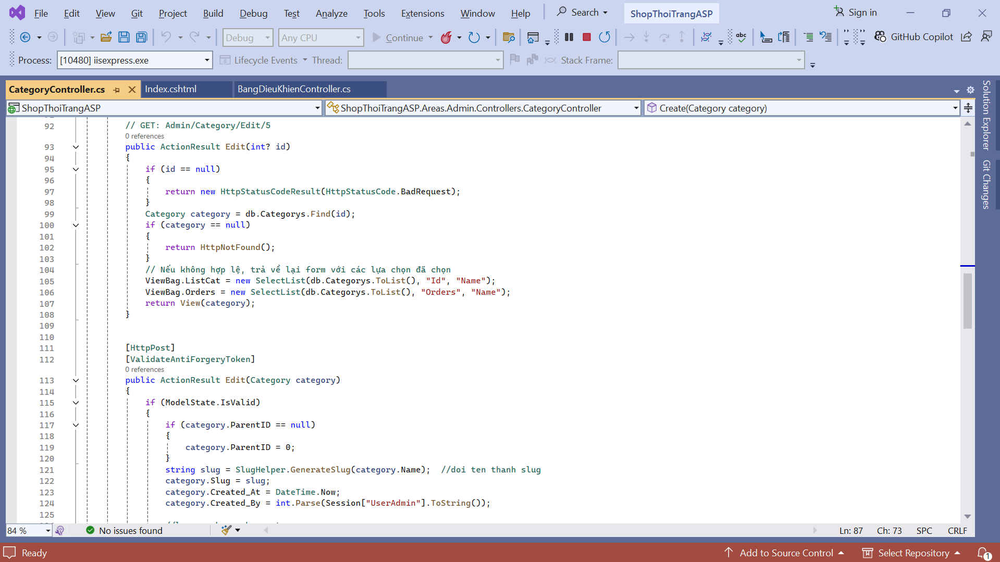 File Edit View Git Project Build Debug Test Analyze Tools Extensions Window Help Search ShopThoiTrangASP Sign in
Debug Any CPU Continue GitHub Copilot
Process: [10480] iisexpress.exe Lifecycle Events Thread: Stack Frame:
CategoryController.cs Index.cshtml BangDieuKhienController.cs
ShopThoiTrangASP ShopThoiTrangASP.Areas.Admin.Controllers.CategoryController Create(Category category)
92 // GET: Admin/Category/Edit/5
0 references
93 public ActionResult Edit(int? id)
94 {
95 if (id == null)
96 {
97 return new HttpStatusCodeResult(HttpStatusCode.BadRequest);
98 }
99 Category category = db.Categorys.Find(id);
100 if (category == null)
101 {
102 return HttpNotFound();
103 }
104 // Nếu không hợp lệ, trả về lại form với các lựa chọn đã chọn
105 ViewBag.ListCat = new SelectList(db.Categorys.ToList(), "Id", "Name");
106 ViewBag.Orders = new SelectList(db.Categorys.ToList(), "Orders", "Name");
107 return View(category);
108 }
109
110
111 [HttpPost]
112 [ValidateAntiForgeryToken]
0 references
113 public ActionResult Edit(Category category)
114 {
115 if (ModelState.IsValid)
116 {
117 if (category.ParentID == null)
118 {
119 category.ParentID = 0;
120 }
121 string slug = SlugHelper.GenerateSlug(category.Name); //doi ten thanh slug
122 category.Slug = slug;
123 category.Created_At = DateTime.Now;
124 category.Created_By = int.Parse(Session["UserAdmin"].ToString());
125
84 % No issues found Ln: 87 Ch: 73 SPC CRLF
Ready Add to Source Control Select Repository 1
Solution Explorer
Git Changes